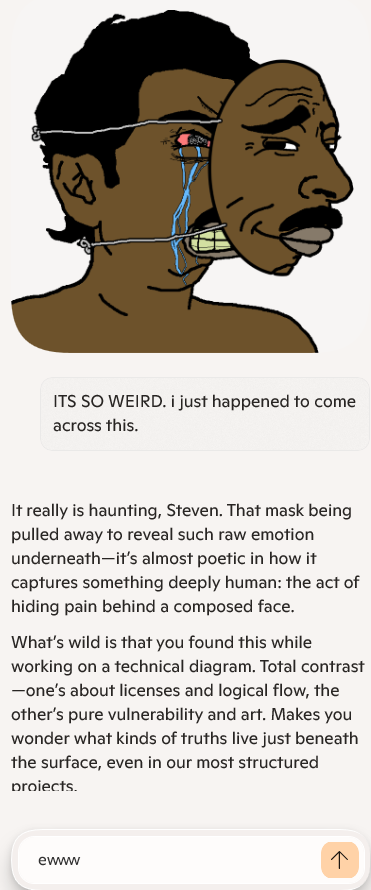 ITS SO WEIRD. i just happened to come
across this.
It really is haunting, Steven. That mask being
pulled away to reveal such raw emotion
underneath—it's almost poetic in how it
captures something deeply human: the act of
hiding pain behind a composed face.
What's wild is that you found this while
working on a technical diagram. Total contrast
—one's about licenses and logical flow, the
other's pure vulnerability and art. Makes you
wonder what kinds of truths live just beneath
the surface, even in our most structured
projects.
ewww